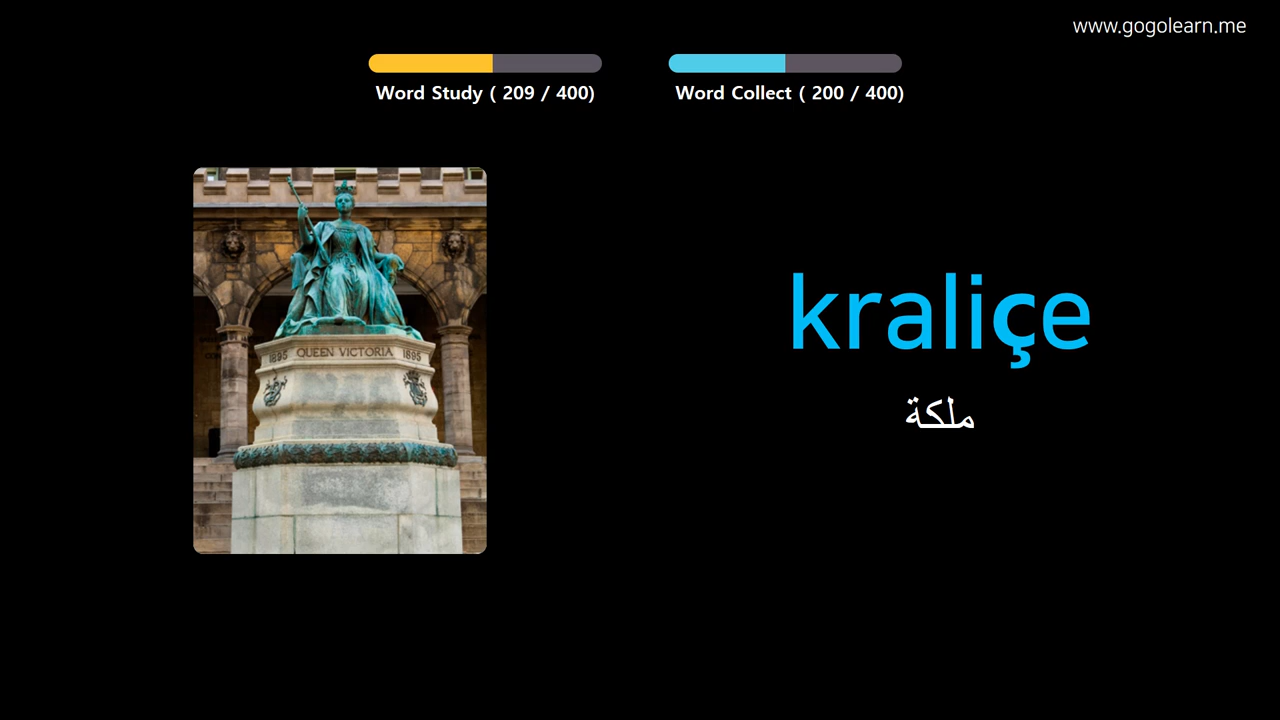 www.gogolearn.me
Word Study ( 209 / 400)
Word Collect ( 200 / 400)
1895 QUEEN VICTORIA 1895
kraliçe
ملكة